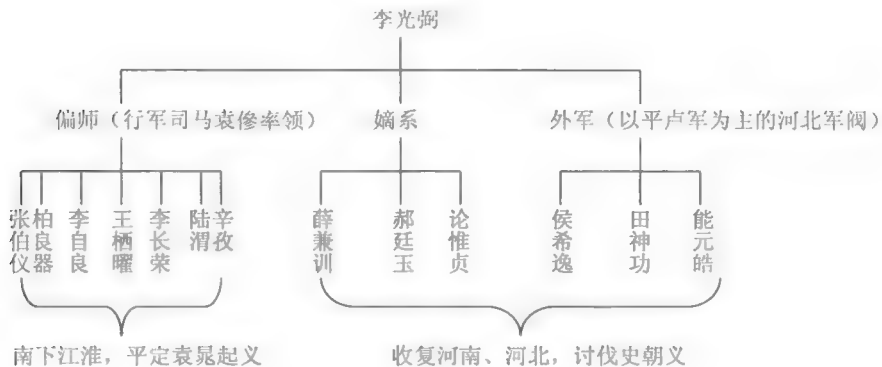 李光弼
偏师（行军司马袁傪率领）
嫡系
外军（以平卢军为主的河北军阀）
张伯仪
柏良器
李自良
王栖曜
李长荣
陆渭
辛孜
薛兼训
郝廷玉
论惟贞
侯希逸
田神功
能元皓
南下江淮，平定袁晁起义
收复河南、河北，讨伐史朝义